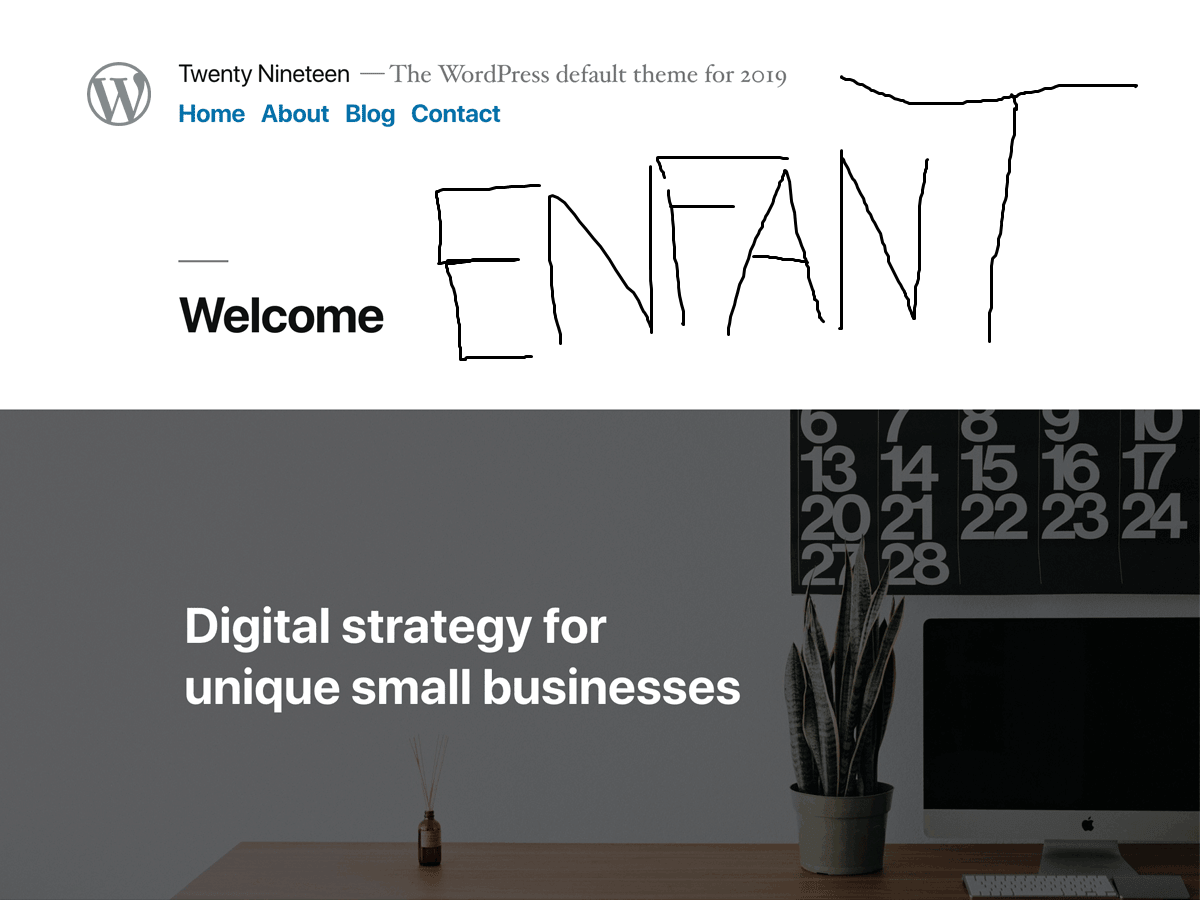 Twenty Nineteen — The WordPress default theme for 2019
Home About Blog Contact
ENFANT
Welcome
6 7 8 9 10
13 14 15 16 17
20 21 22 23 24
27 28
Digital strategy for
unique small businesses